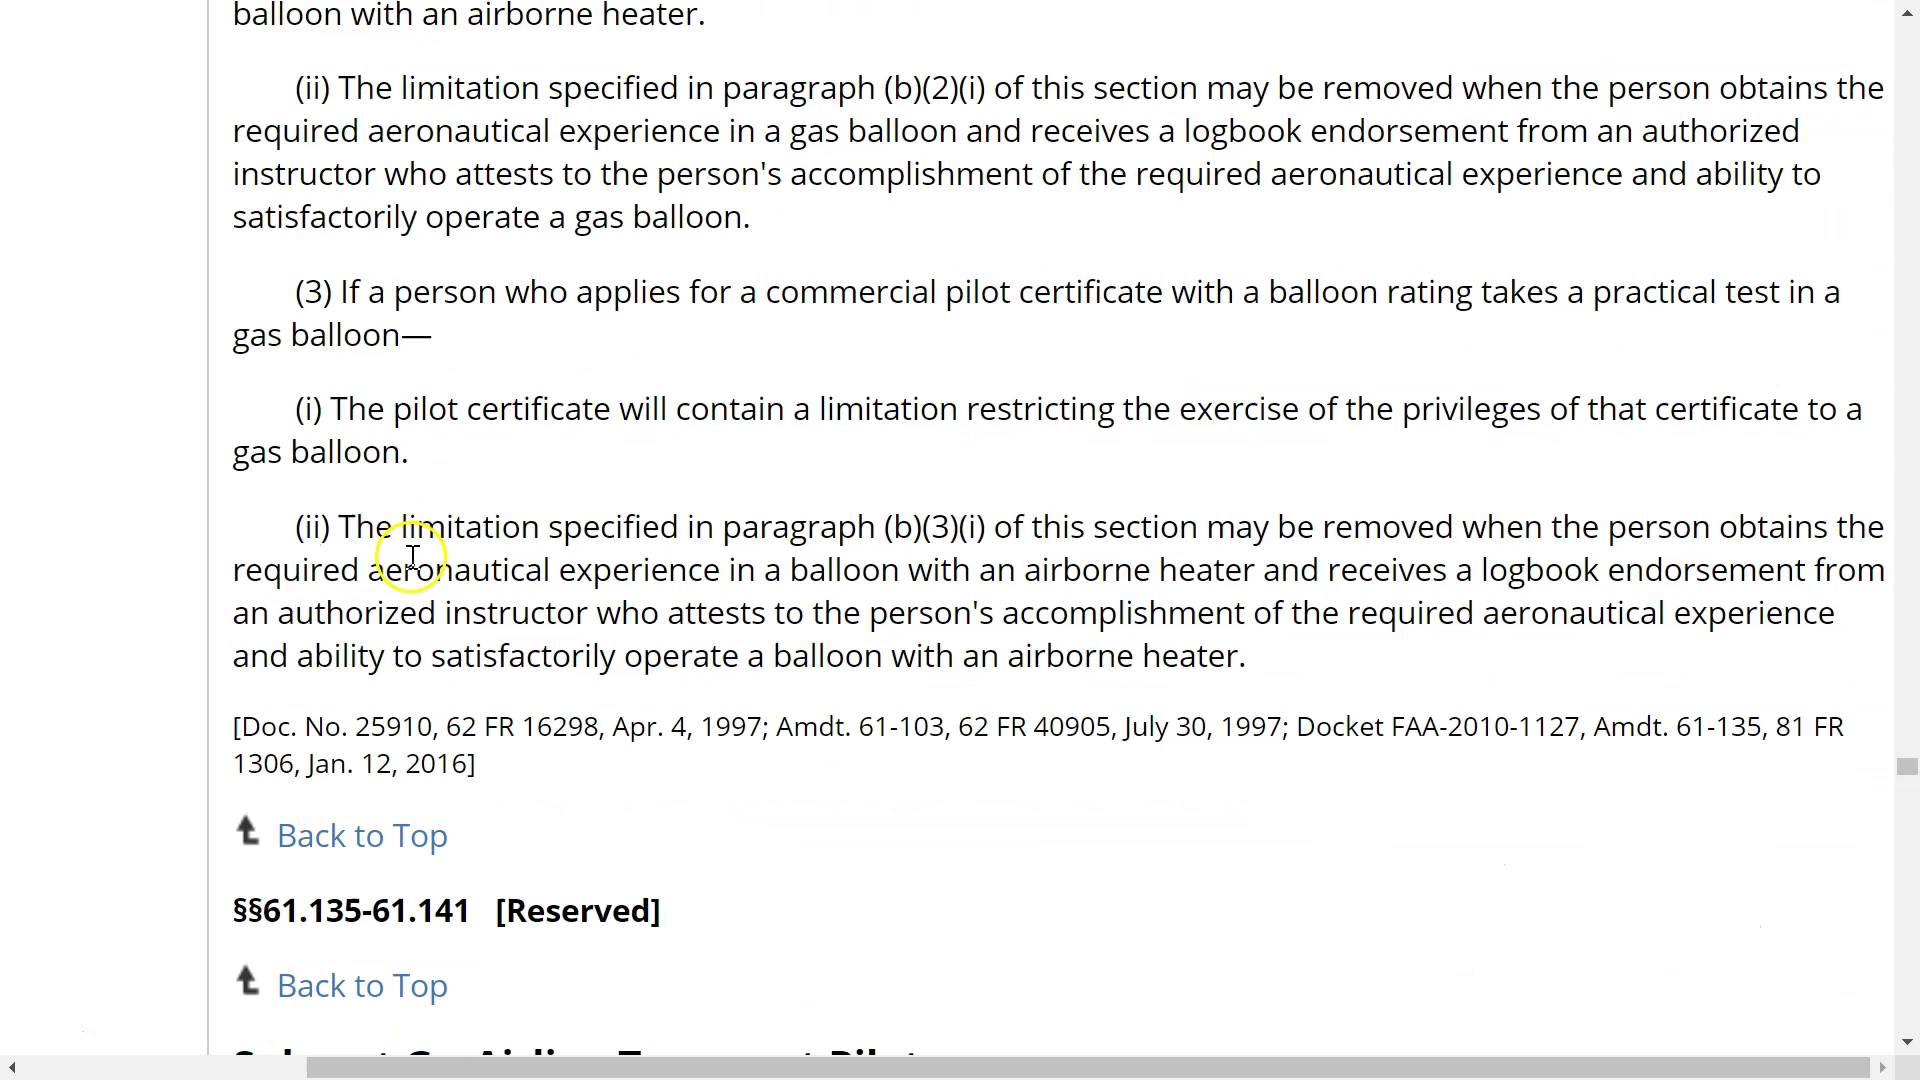 balloon with an airborne heater.
(ii) The limitation specified in paragraph (b)(2)(i) of this section may be removed when the person obtains the
required aeronautical experience in a gas balloon and receives a logbook endorsement from an authorized
instructor who attests to the person's accomplishment of the required aeronautical experience and ability to
satisfactorily operate a gas balloon.
(3) If a person who applies for a commercial pilot certificate with a balloon rating takes a practical test in a
gas balloon—
(i) The pilot certificate will contain a limitation restricting the exercise of the privileges of that certificate to a
gas balloon.
(ii) The limitation specified in paragraph (b)(3)(i) of this section may be removed when the person obtains the
required aeronautical experience in a balloon with an airborne heater and receives a logbook endorsement from
an authorized instructor who attests to the person's accomplishment of the required aeronautical experience
and ability to satisfactorily operate a balloon with an airborne heater.
[Doc. No. 25910, 62 FR 16298, Apr. 4, 1997; Amdt. 61-103, 62 FR 40905, July 30, 1997; Docket FAA-2010-1127, Amdt. 61-135, 81 FR
1306, Jan. 12, 2016]
Back to Top
§§61.135-61.141 [Reserved]
Back to Top